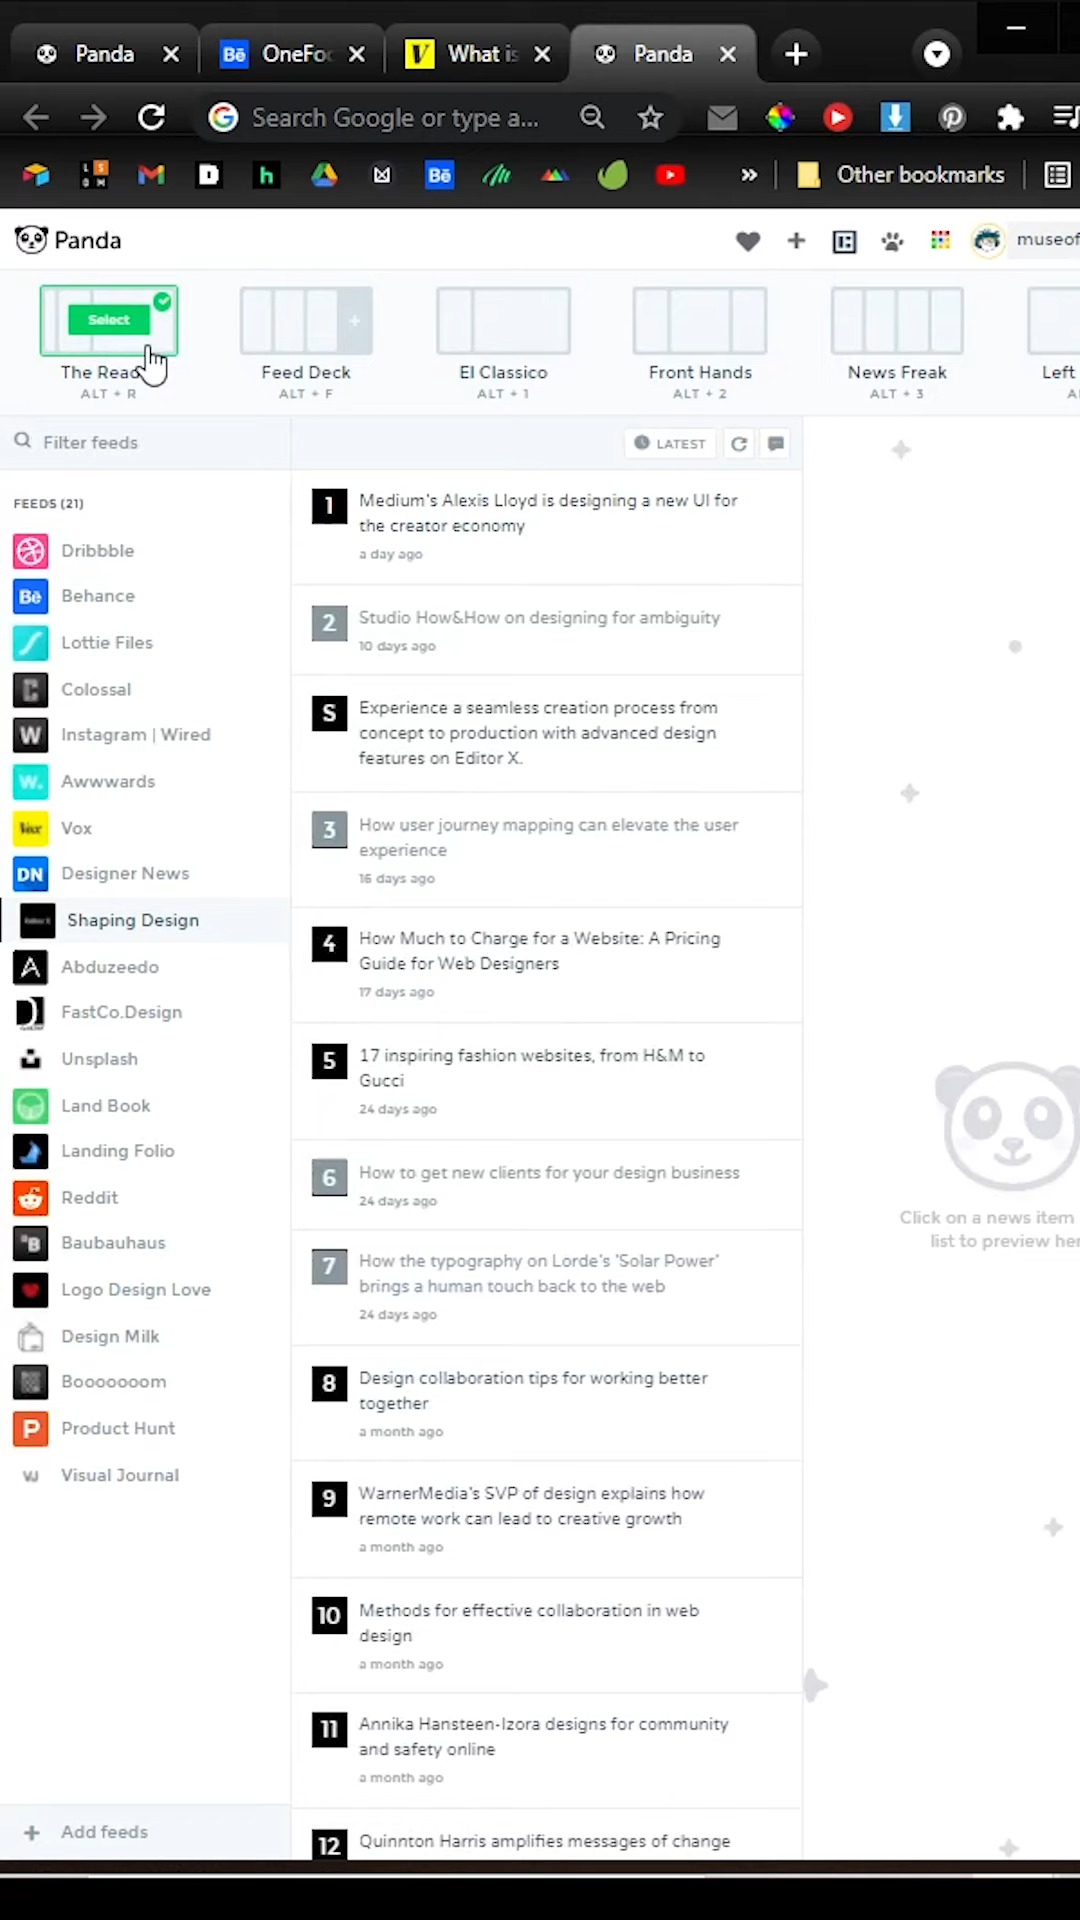 Panda
Bē OneFo
V What is
Panda
Search Google or type a...
L S
G M
D
h
Bē
»
Other bookmarks
Panda
museof
Select
The Read
ALT + R
Feed Deck
ALT + F
El Classico
ALT + 1
Front Hands
ALT + 2
News Freak
ALT + 3
Left
Filter feeds
LATEST
FEEDS (21)
Dribbble
Bē Behance
Lottie Files
Colossal
W Instagram | Wired
W. Awwwards
Vox Vox
DN Designer News
Shaping Design
Abduzeedo
FastCo.Design
Unsplash
Land Book
Landing Folio
Reddit
B Baubauhaus
Logo Design Love
Design Milk
Booooooom
P Product Hunt
VJ Visual Journal
+ Add feeds
1 Medium's Alexis Lloyd is designing a new UI for
the creator economy
a day ago
2 Studio How&How on designing for ambiguity
10 days ago
S Experience a seamless creation process from
concept to production with advanced design
features on Editor X.
3 How user journey mapping can elevate the user
experience
16 days ago
4 How Much to Charge for a Website: A Pricing
Guide for Web Designers
17 days ago
5 17 inspiring fashion websites, from H&M to
Gucci
24 days ago
6 How to get new clients for your design business
24 days ago
7 How the typography on Lorde's 'Solar Power'
brings a human touch back to the web
24 days ago
8 Design collaboration tips for working better
together
a month ago
9 WarnerMedia's SVP of design explains how
remote work can lead to creative growth
a month ago
10 Methods for effective collaboration in web
design
a month ago
11 Annika Hansteen-Izora designs for community
and safety online
a month ago
12 Quinnton Harris amplifies messages of change
Click on a news item
list to preview her